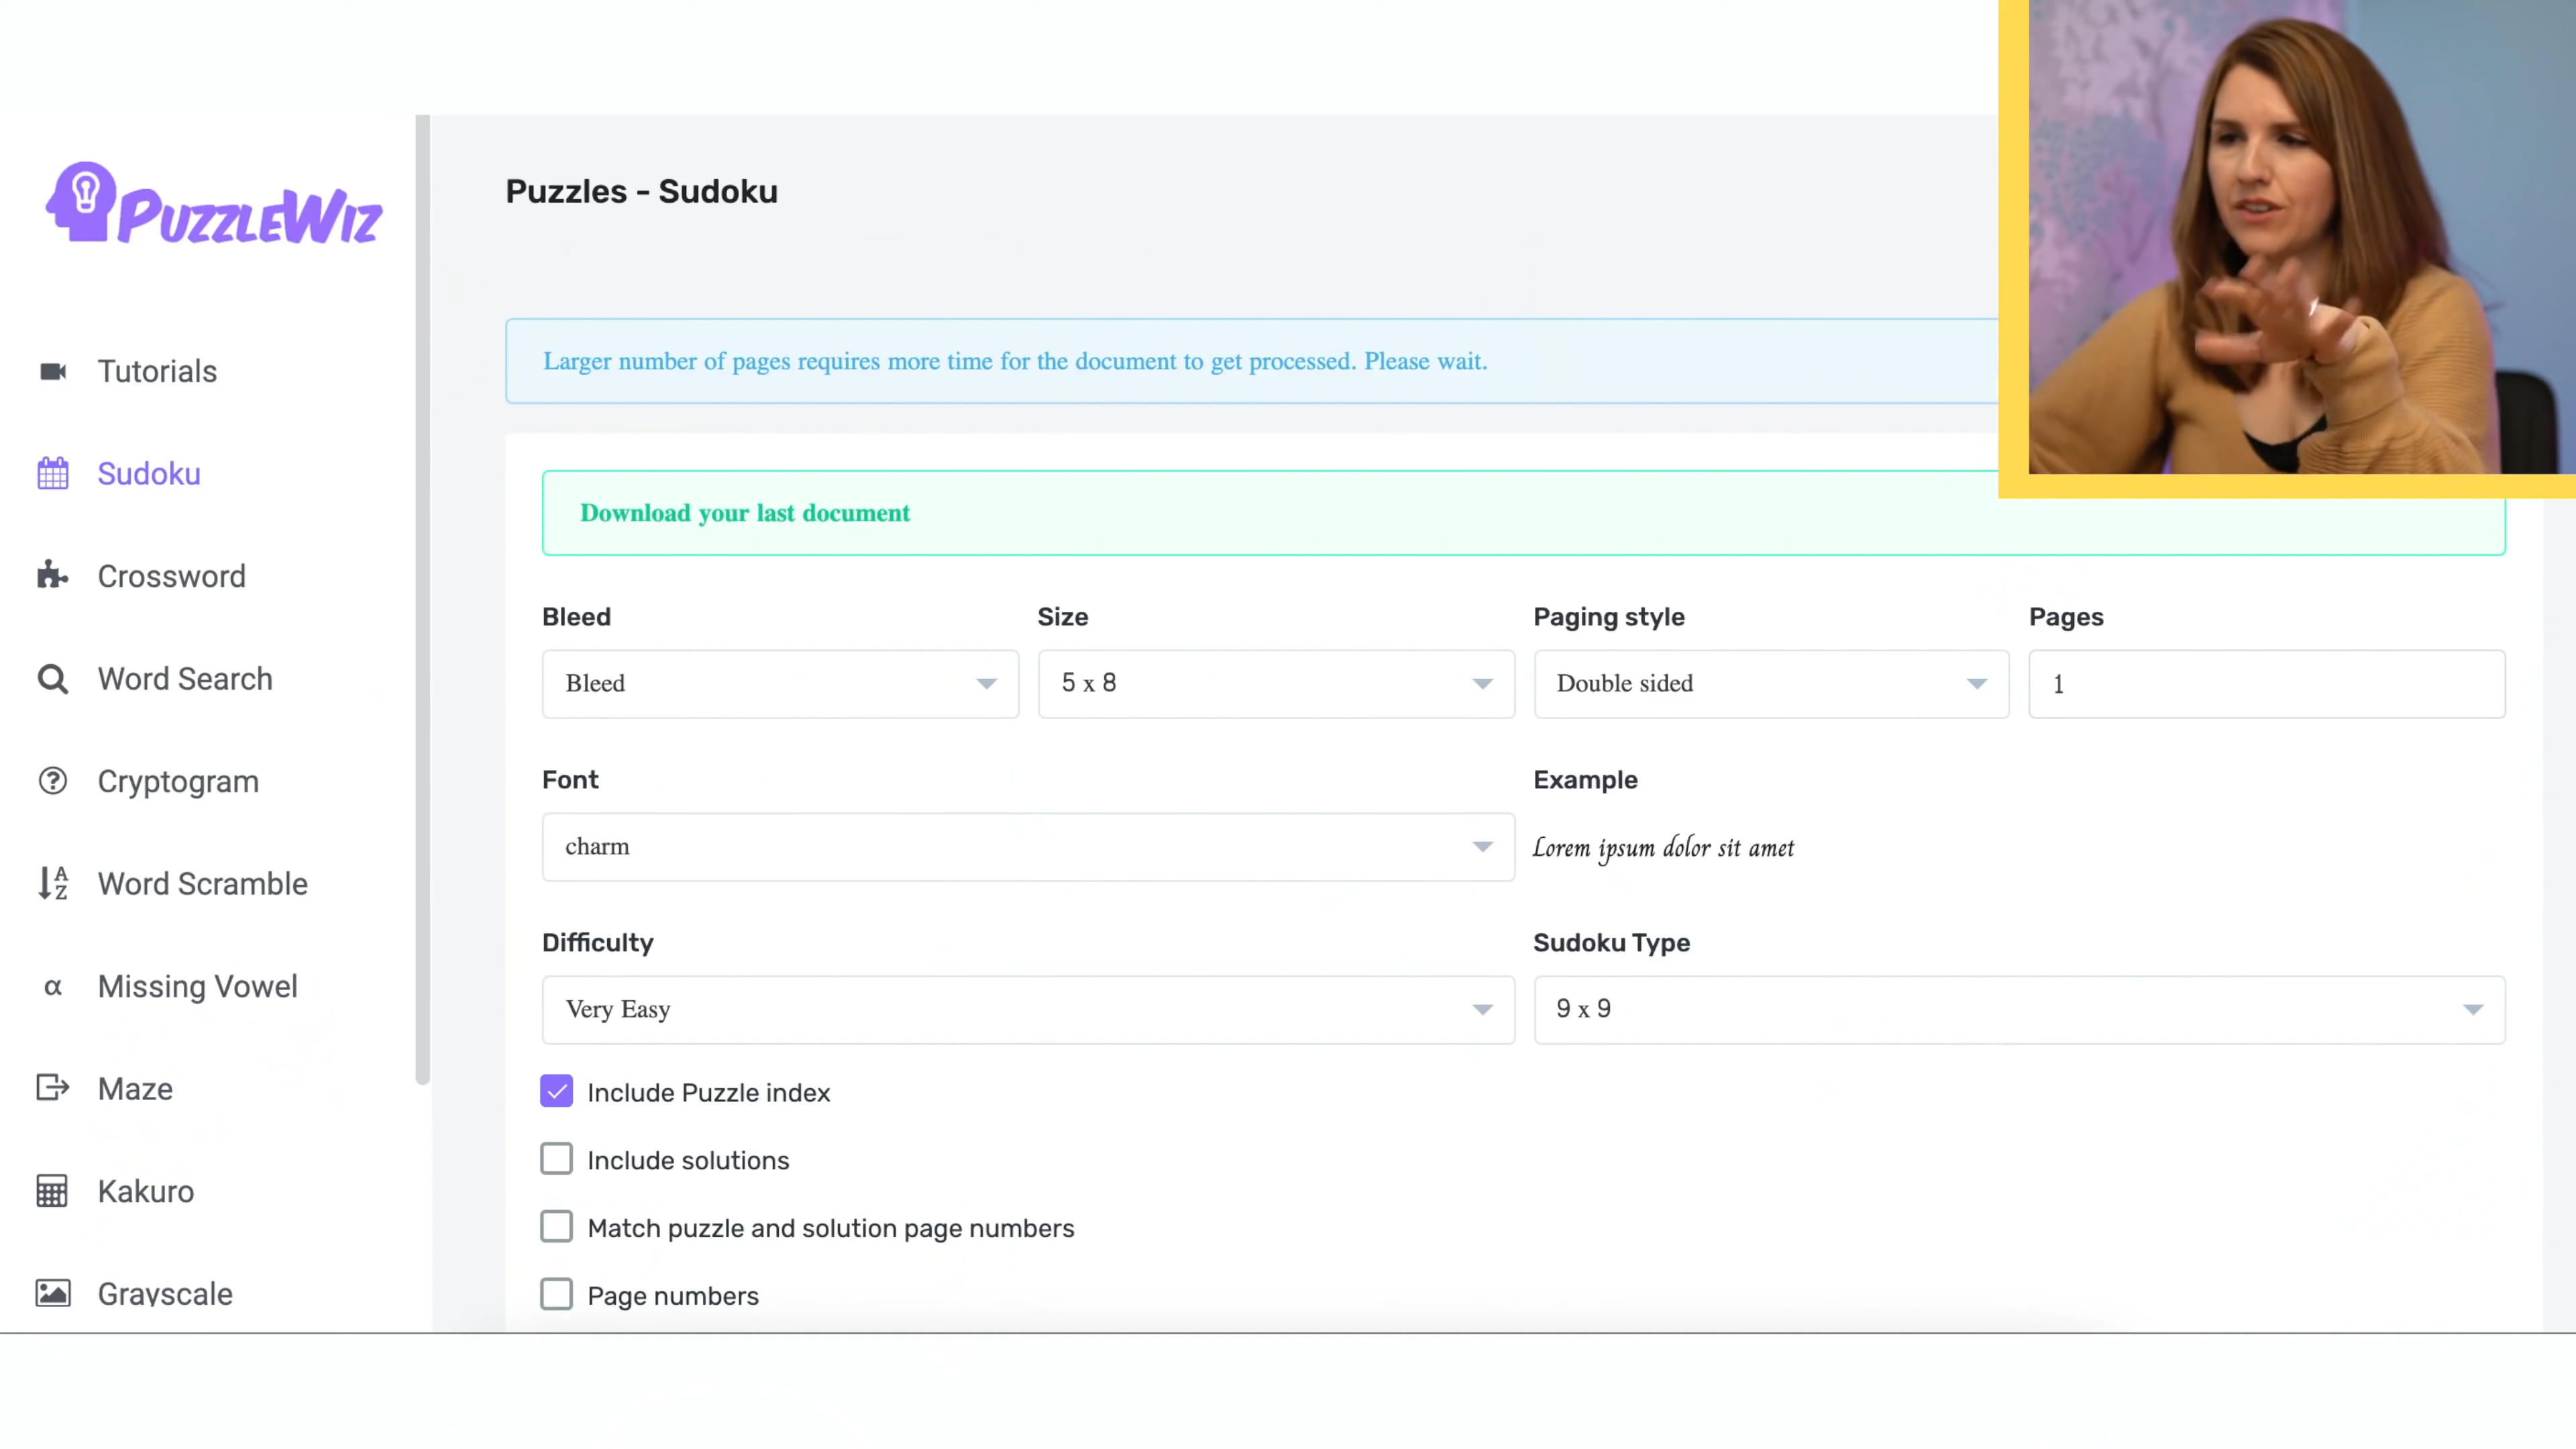 PuzzleWiz
Tutorials
Sudoku
Crossword
Word Search
Cryptogram
Word Scramble
Missing Vowel
Maze
Kakuro
Grayscale
Puzzles - Sudoku
Larger number of pages requires more time for the document to get processed. Please wait.
Download your last document
Bleed Size Paging style Pages
Bleed 5 x 8 Double sided 1
Font Example
charm Lorem ipsum dolor sit amet
Difficulty Sudoku Type
Very Easy 9 x 9
Include Puzzle index
Include solutions
Match puzzle and solution page numbers
Page numbers